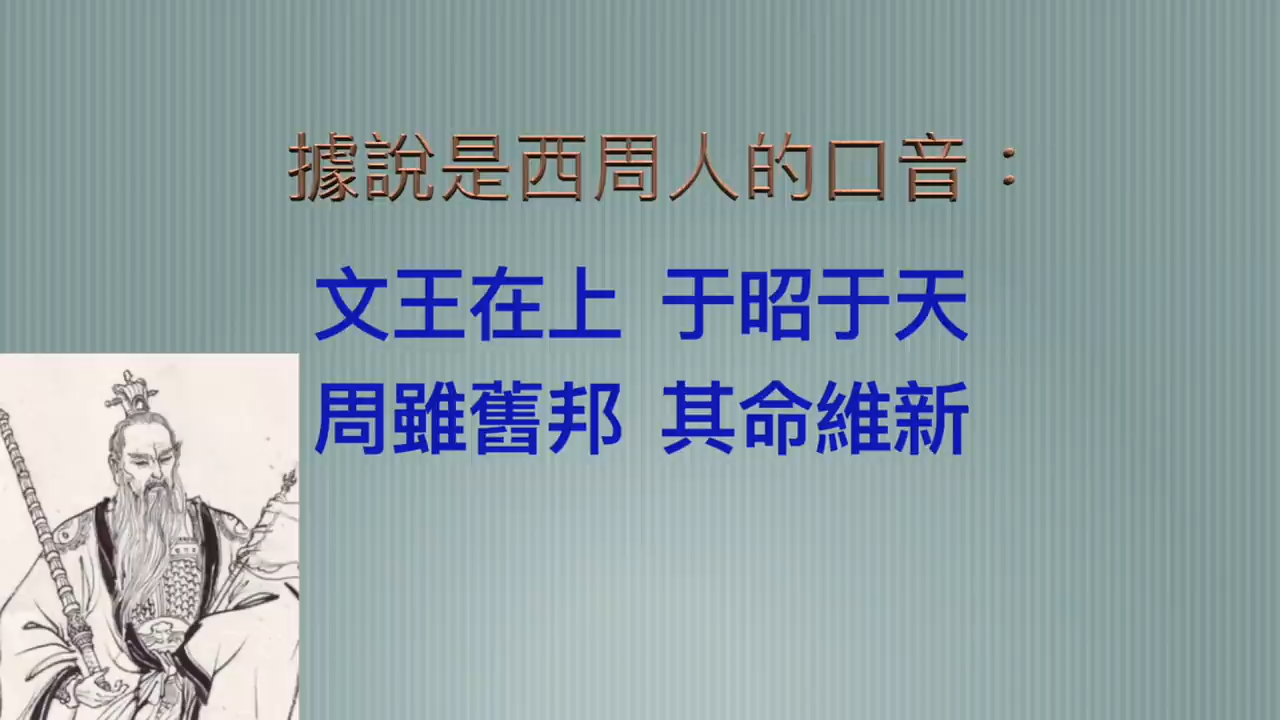 據說是西周人的口音：
文王在上 于昭于天
周雖舊邦 其命維新